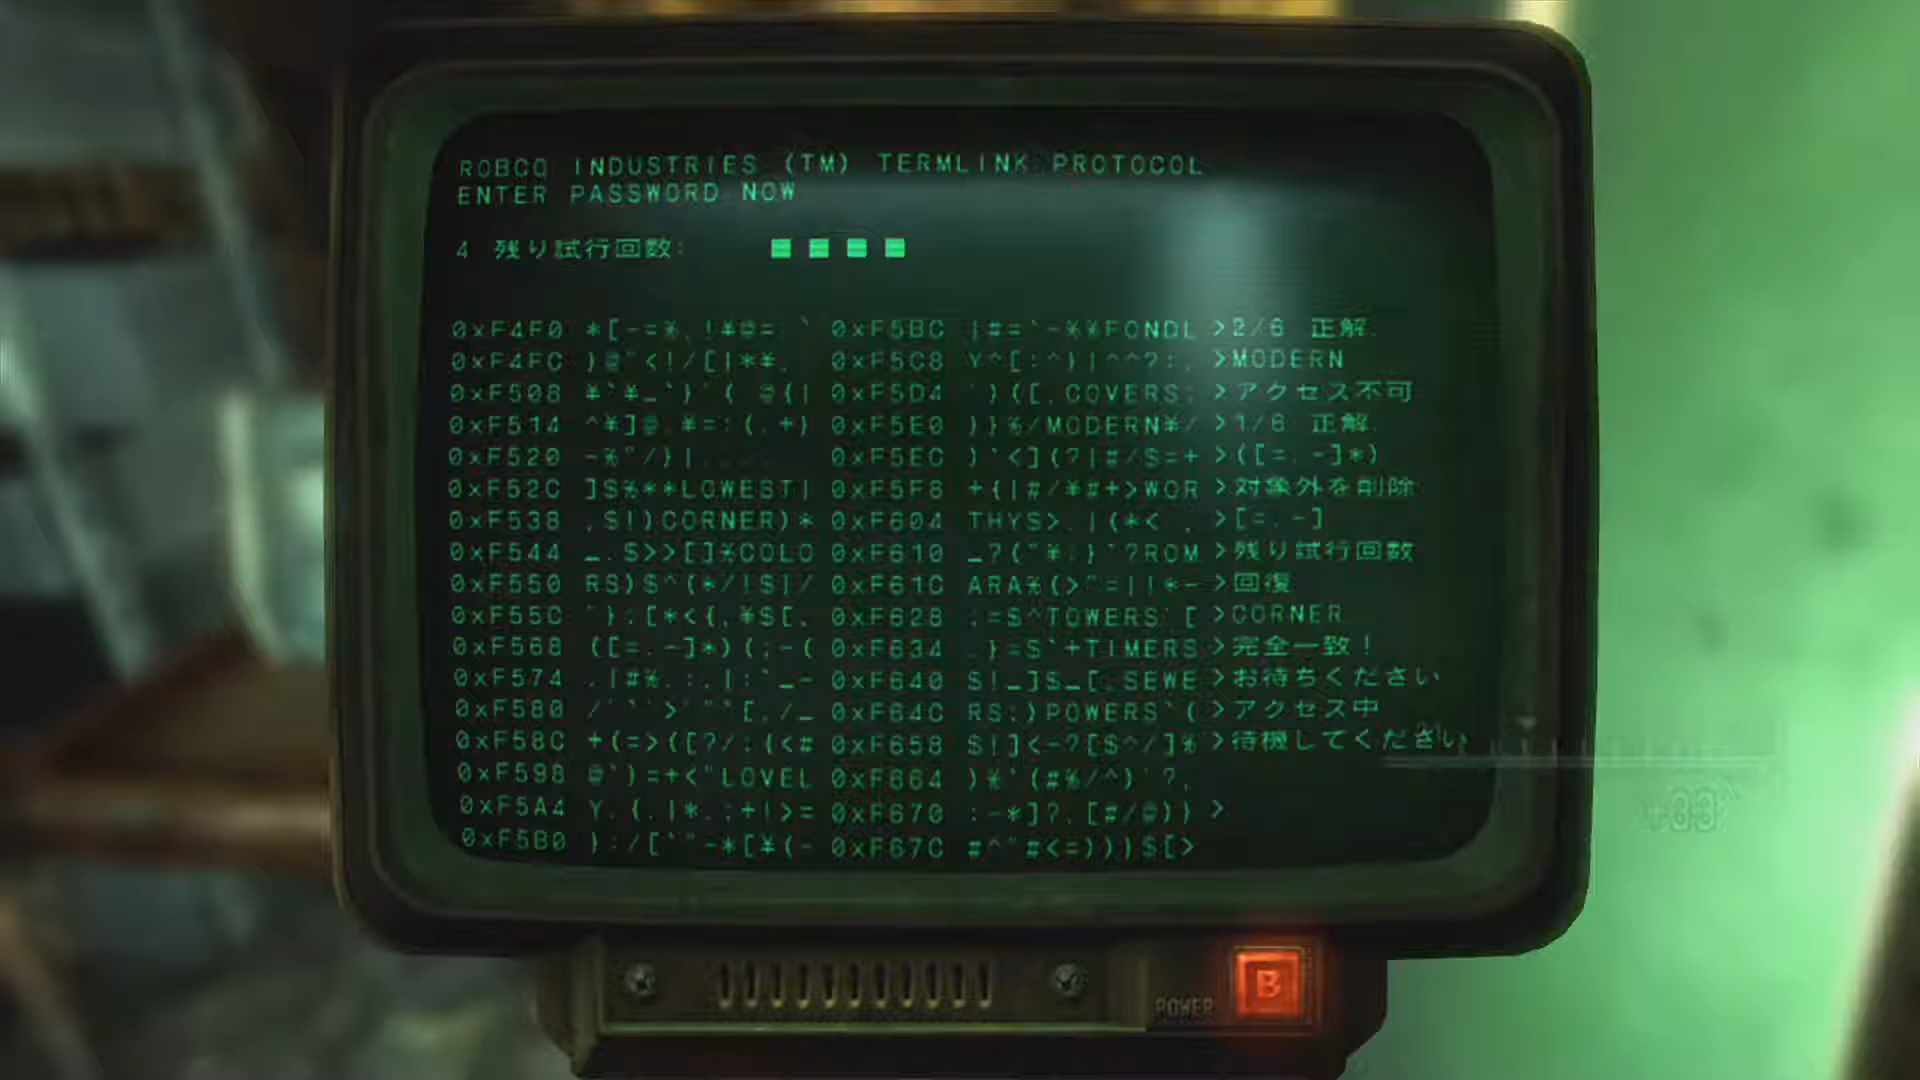 ROBCO INDUSTRIES (TM) TERMLINK PROTOCOL
ENTER PASSWORD NOW
4 残り試行回数:
0xF4F0 *[-=%.!¥@= `
0xF4FC )@"<!/[|*¥.
0xF508 ¥`¥_`)`( @(|
0xF514 ^¥]@.¥=:(.+)
0xF520 -%"/)|
0xF52C ]$%**LOWEST|
0xF538 ,$!)CORNER)*
0xF544 _.$>>[]%COLO
0xF550 RS)$^(*/!$|/
0xF55C `}:[*<{,¥$[,
0xF568 ([=.-]*)(;-(
0xF574 .|#%.:.|:`_-
0xF580
0xF58C +(=>([?/:(<#
0xF598 @`)=+<"LOVEL
0xF5A4 Y.(.|*.:+!>=
0xF5B0 }:/[`"-*[¥(-
0xF5BC |#=`-%¥FONDL
0xF5C8 Y^[:^)|^^?:.
0xF5D4 `)([.COVERS:
0xF5E0 )}%/MODERN¥/
0xF5EC )`<](?|#/$=+
0xF5F8 +{|#/¥#+>WOR
0xF604 THYS>.|(*< .
0xF610 _?("¥:}`?ROM
0xF61C ARA%(>"=||*-
0xF628 :=$^TOWERS [
0xF634 .}=$`+TIMERS
0xF640 $!_]$_[.SEWE
0xF64C RS:)POWERS`(
0xF658 $!]<-?[$^/]%
0xF664 )%`(#%/^)`?.
0xF670 :-*]?.[#/@))
0xF67C #^"#<=)))$[>
>2/6 正解.
>MODERN
>アクセス不可
>1/6 正解.
>([=.-]*)
>対象外を削除
>[=.-]
>残り試行回数
>回復
>CORNER
>完全一致!
>お待ちください
>アクセス中
>待機してください
>
POWER
B